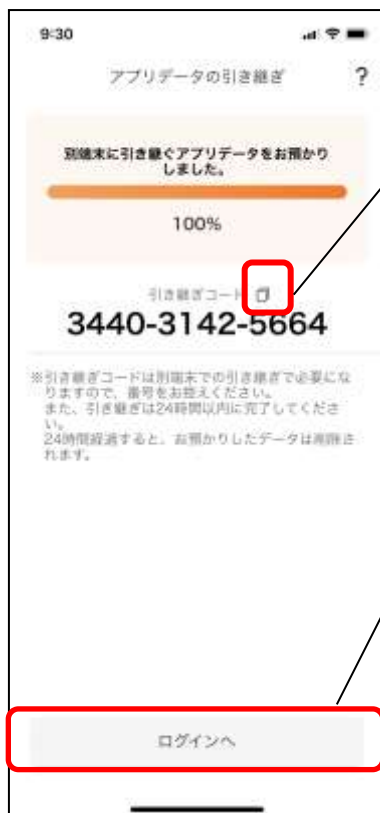 9:30
アプリデータの引き継ぎ ?
別端末に引き継ぐアプリデータをお預かり
しました。
100%
引き継ぎコード
3440-3142-5664
※引き継ぎコードは別端末での引き継ぎで必要にな
りますので、番号をお控えください。
また、引き継ぎは24時間以内に完了してくださ
い。
24時間経過すると、お預かりしたデータは削除さ
れます。
ログインへ